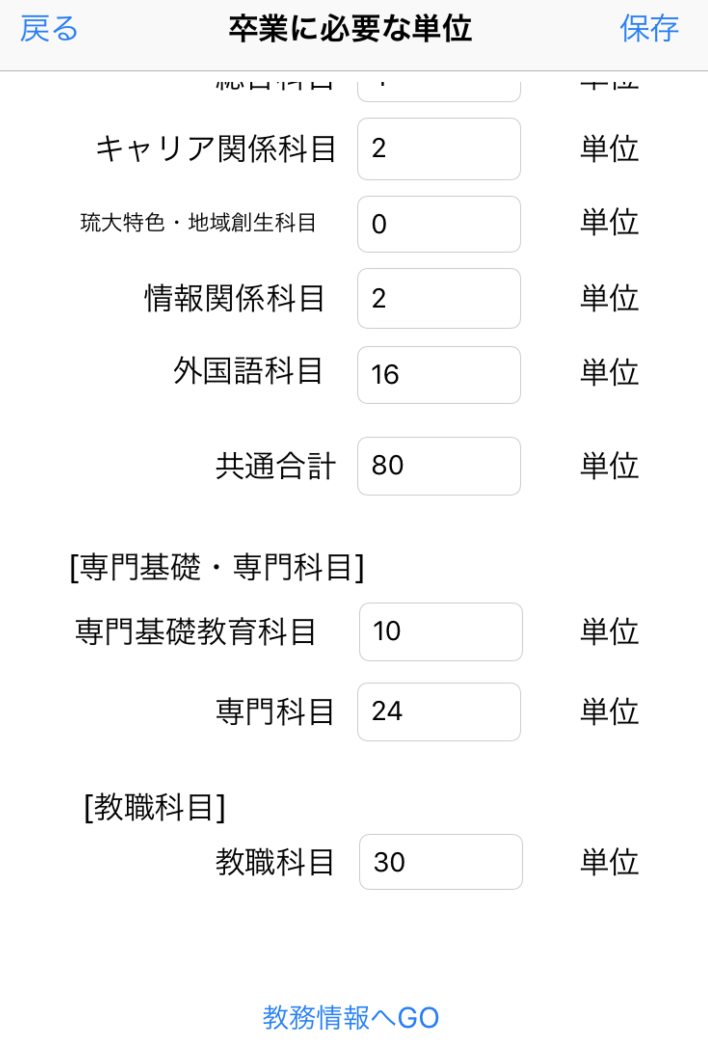 戻る 卒業に必要な単位 保存
キャリア関係科目 2 単位
琉大特色・地域創生科目 0 単位
情報関係科目 2 単位
外国語科目 16 単位
共通合計 80 単位
[専門基礎・専門科目]
専門基礎教育科目 10 単位
専門科目 24 単位
[教職科目]
教職科目 30 単位
教務情報へGO